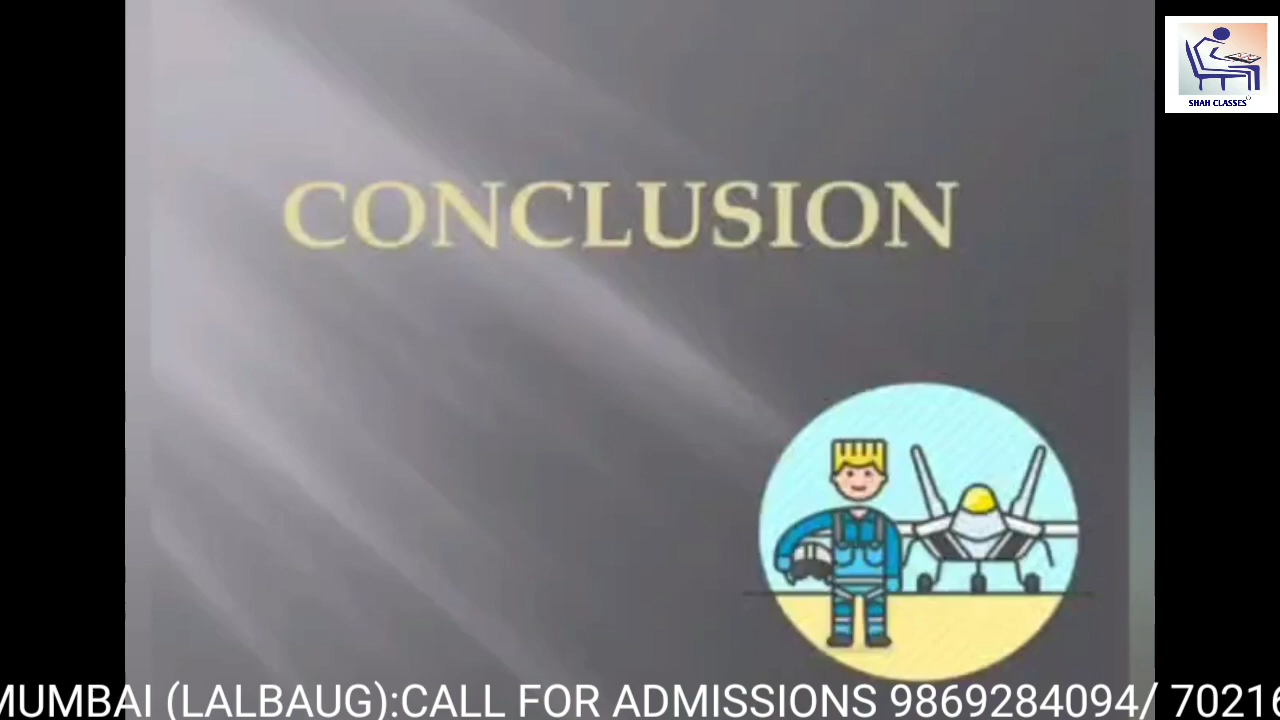 SHAH CLASSES
CONCLUSION
MUMBAI (LALBAUG):CALL FOR ADMISSIONS 9869284094/ 70216